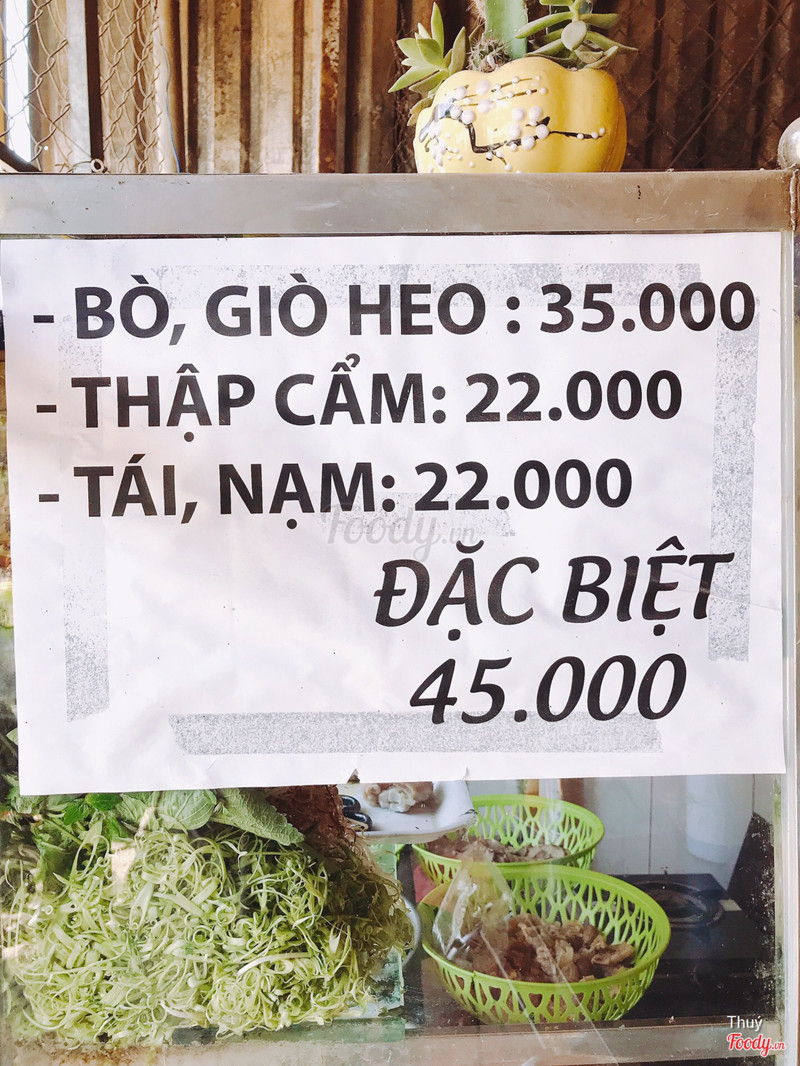 - BÒ, GIÒ HEO : 35.000
- THẬP CẨM: 22.000
- TÁI, NẠM: 22.000
Foody.vn
ĐẶC BIỆT
45.000
Thuý
Foody.vn